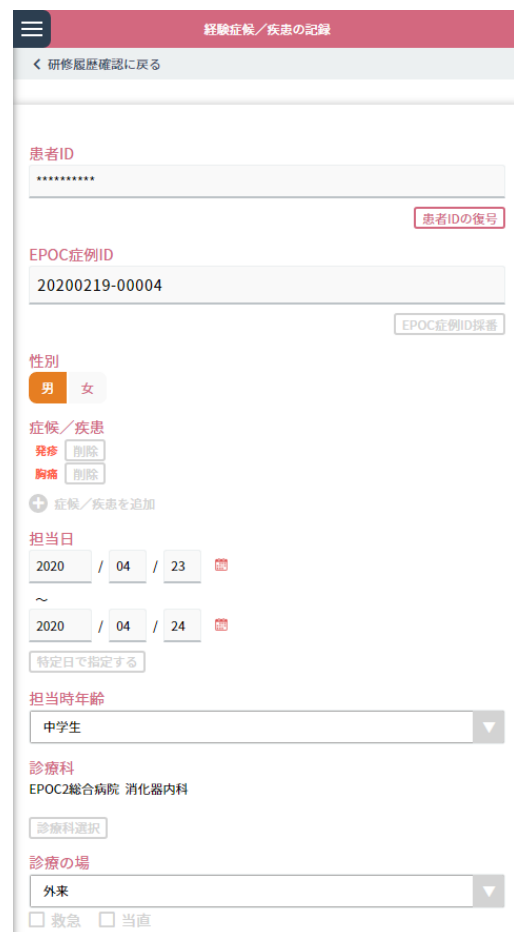 経験症候／疾患の記録
く 研修履歴確認に戻る
患者ID
**********
患者IDの復号
EPOC症例ID
20200219-00004
EPOC症例ID採番
性別
男 女
症候／疾患
発疹 削除
胸痛 削除
症候／疾患を追加
担当日
2020 / 04 / 23
～
2020 / 04 / 24
特定日で指定する
担当時年齢
中学生
診療科
EPOC2総合病院 消化器内科
診療科選択
診療の場
外来
救急 当直